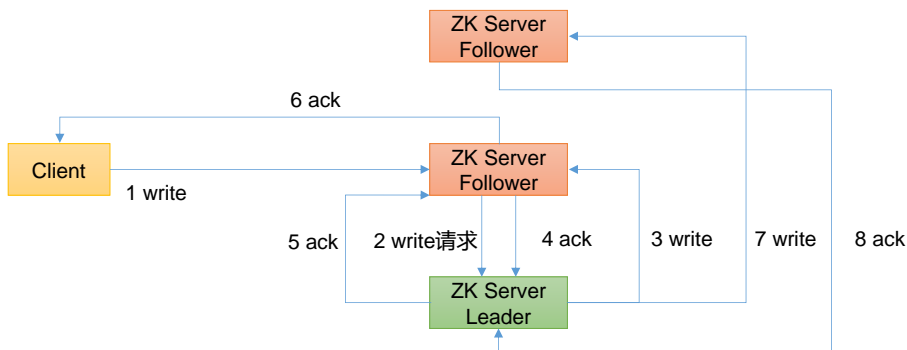 ZK Server
Follower
6 ack
Client
ZK Server
Follower
1 write
5 ack
2 write请求
4 ack
3 write
7 write
8 ack
ZK Server
Leader